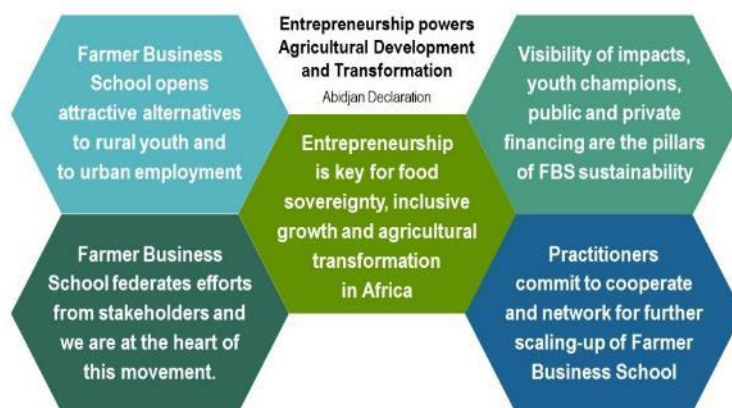 Entrepreneurship powers
Agricultural Development
and Transformation
Abidjan Declaration
Farmer Business
School opens
attractive alternatives
to rural youth and
to urban employment
Visibility of impacts,
youth champions,
public and private
financing are the pillars
of FBS sustainability
Entrepreneurship
is key for food
sovereignty, inclusive
growth and agricultural
transformation
in Africa
Farmer Business
School federates efforts
from stakeholders and
we are at the heart of
this movement.
Practitioners
commit to cooperate
and network for further
scaling-up of Farmer
Business School